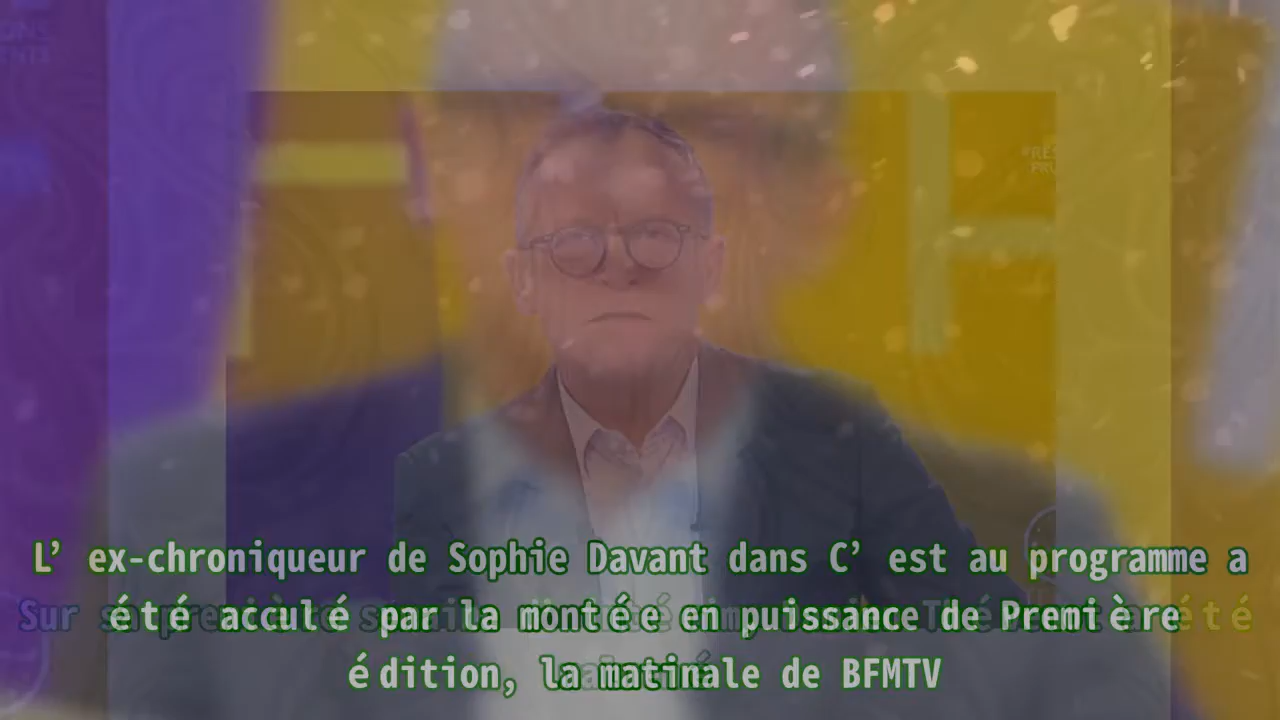 L’ ex-chroniqueur de Sophie Davant dans C’ est au programme a
été acculé par la montée en puissance de Première
édition, la matinale de BFMTV